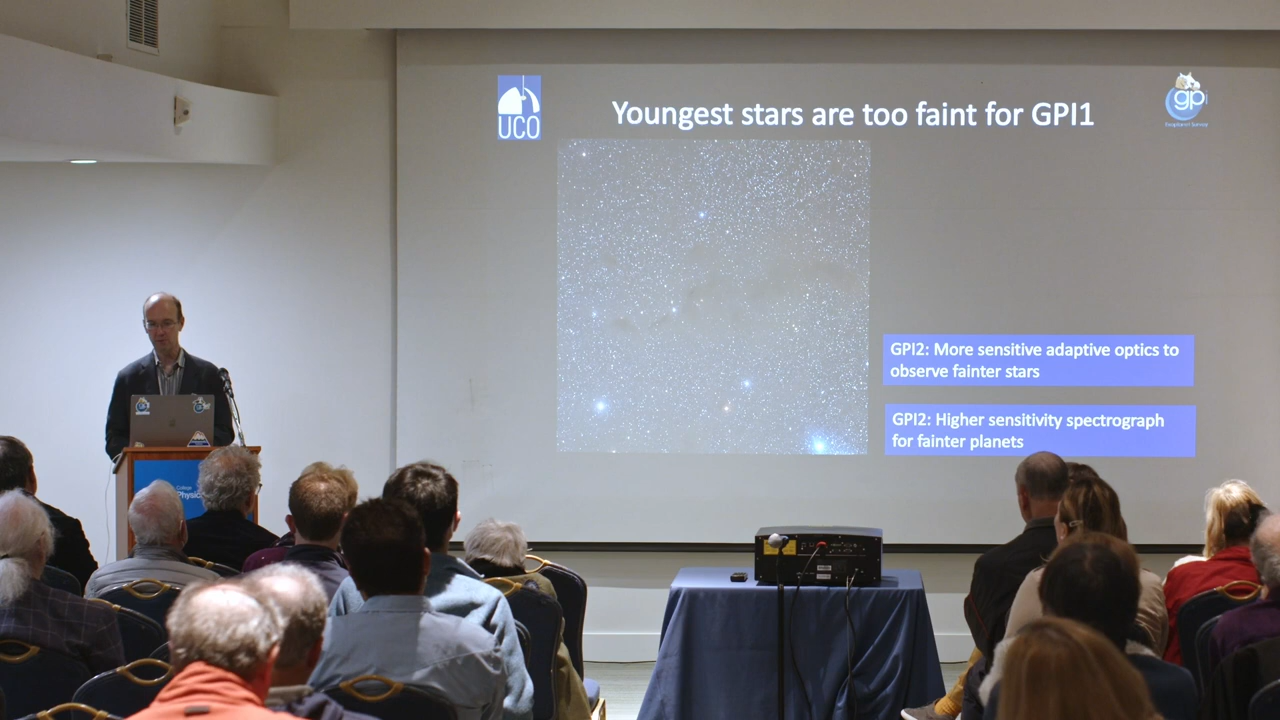 UCO
Youngest stars are too faint for GPI1
gpi
GPI2: More sensitive adaptive optics to
observe fainter stars
GPI2: Higher sensitivity spectrograph
for fainter planets
College